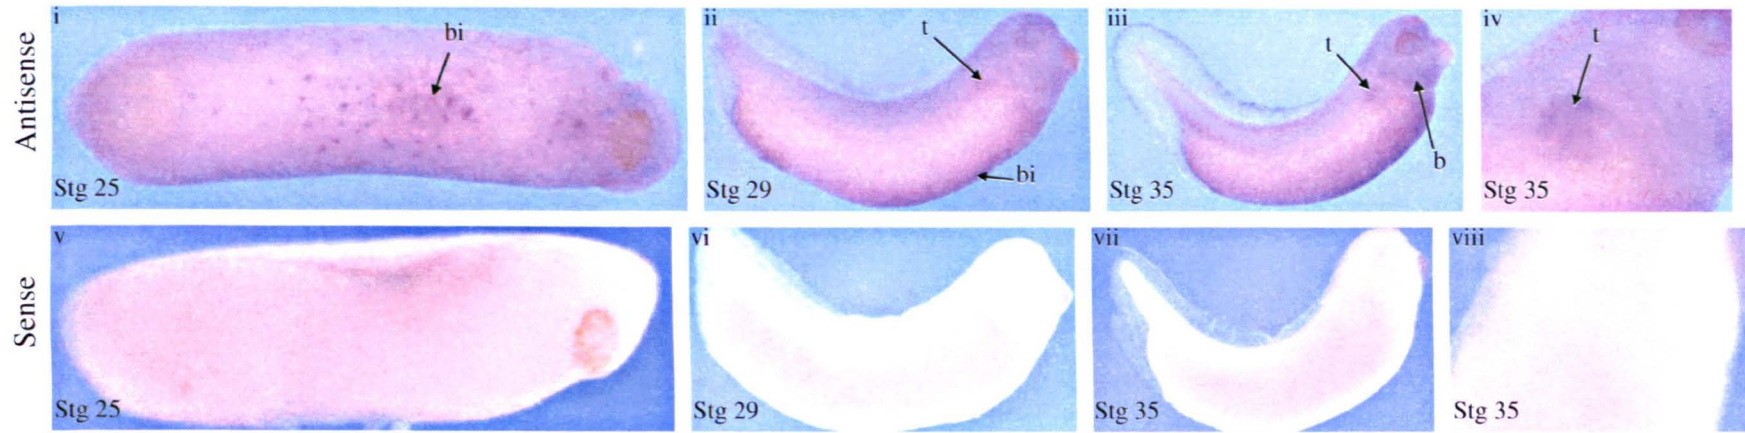 Antisense
i
bi
Stg 25
ii
t
bi
Stg 29
iii
t
b
Stg 35
iv
t
Stg 35
Sense
v
Stg 25
vi
Stg 29
vii
Stg 35
viii
Stg 35